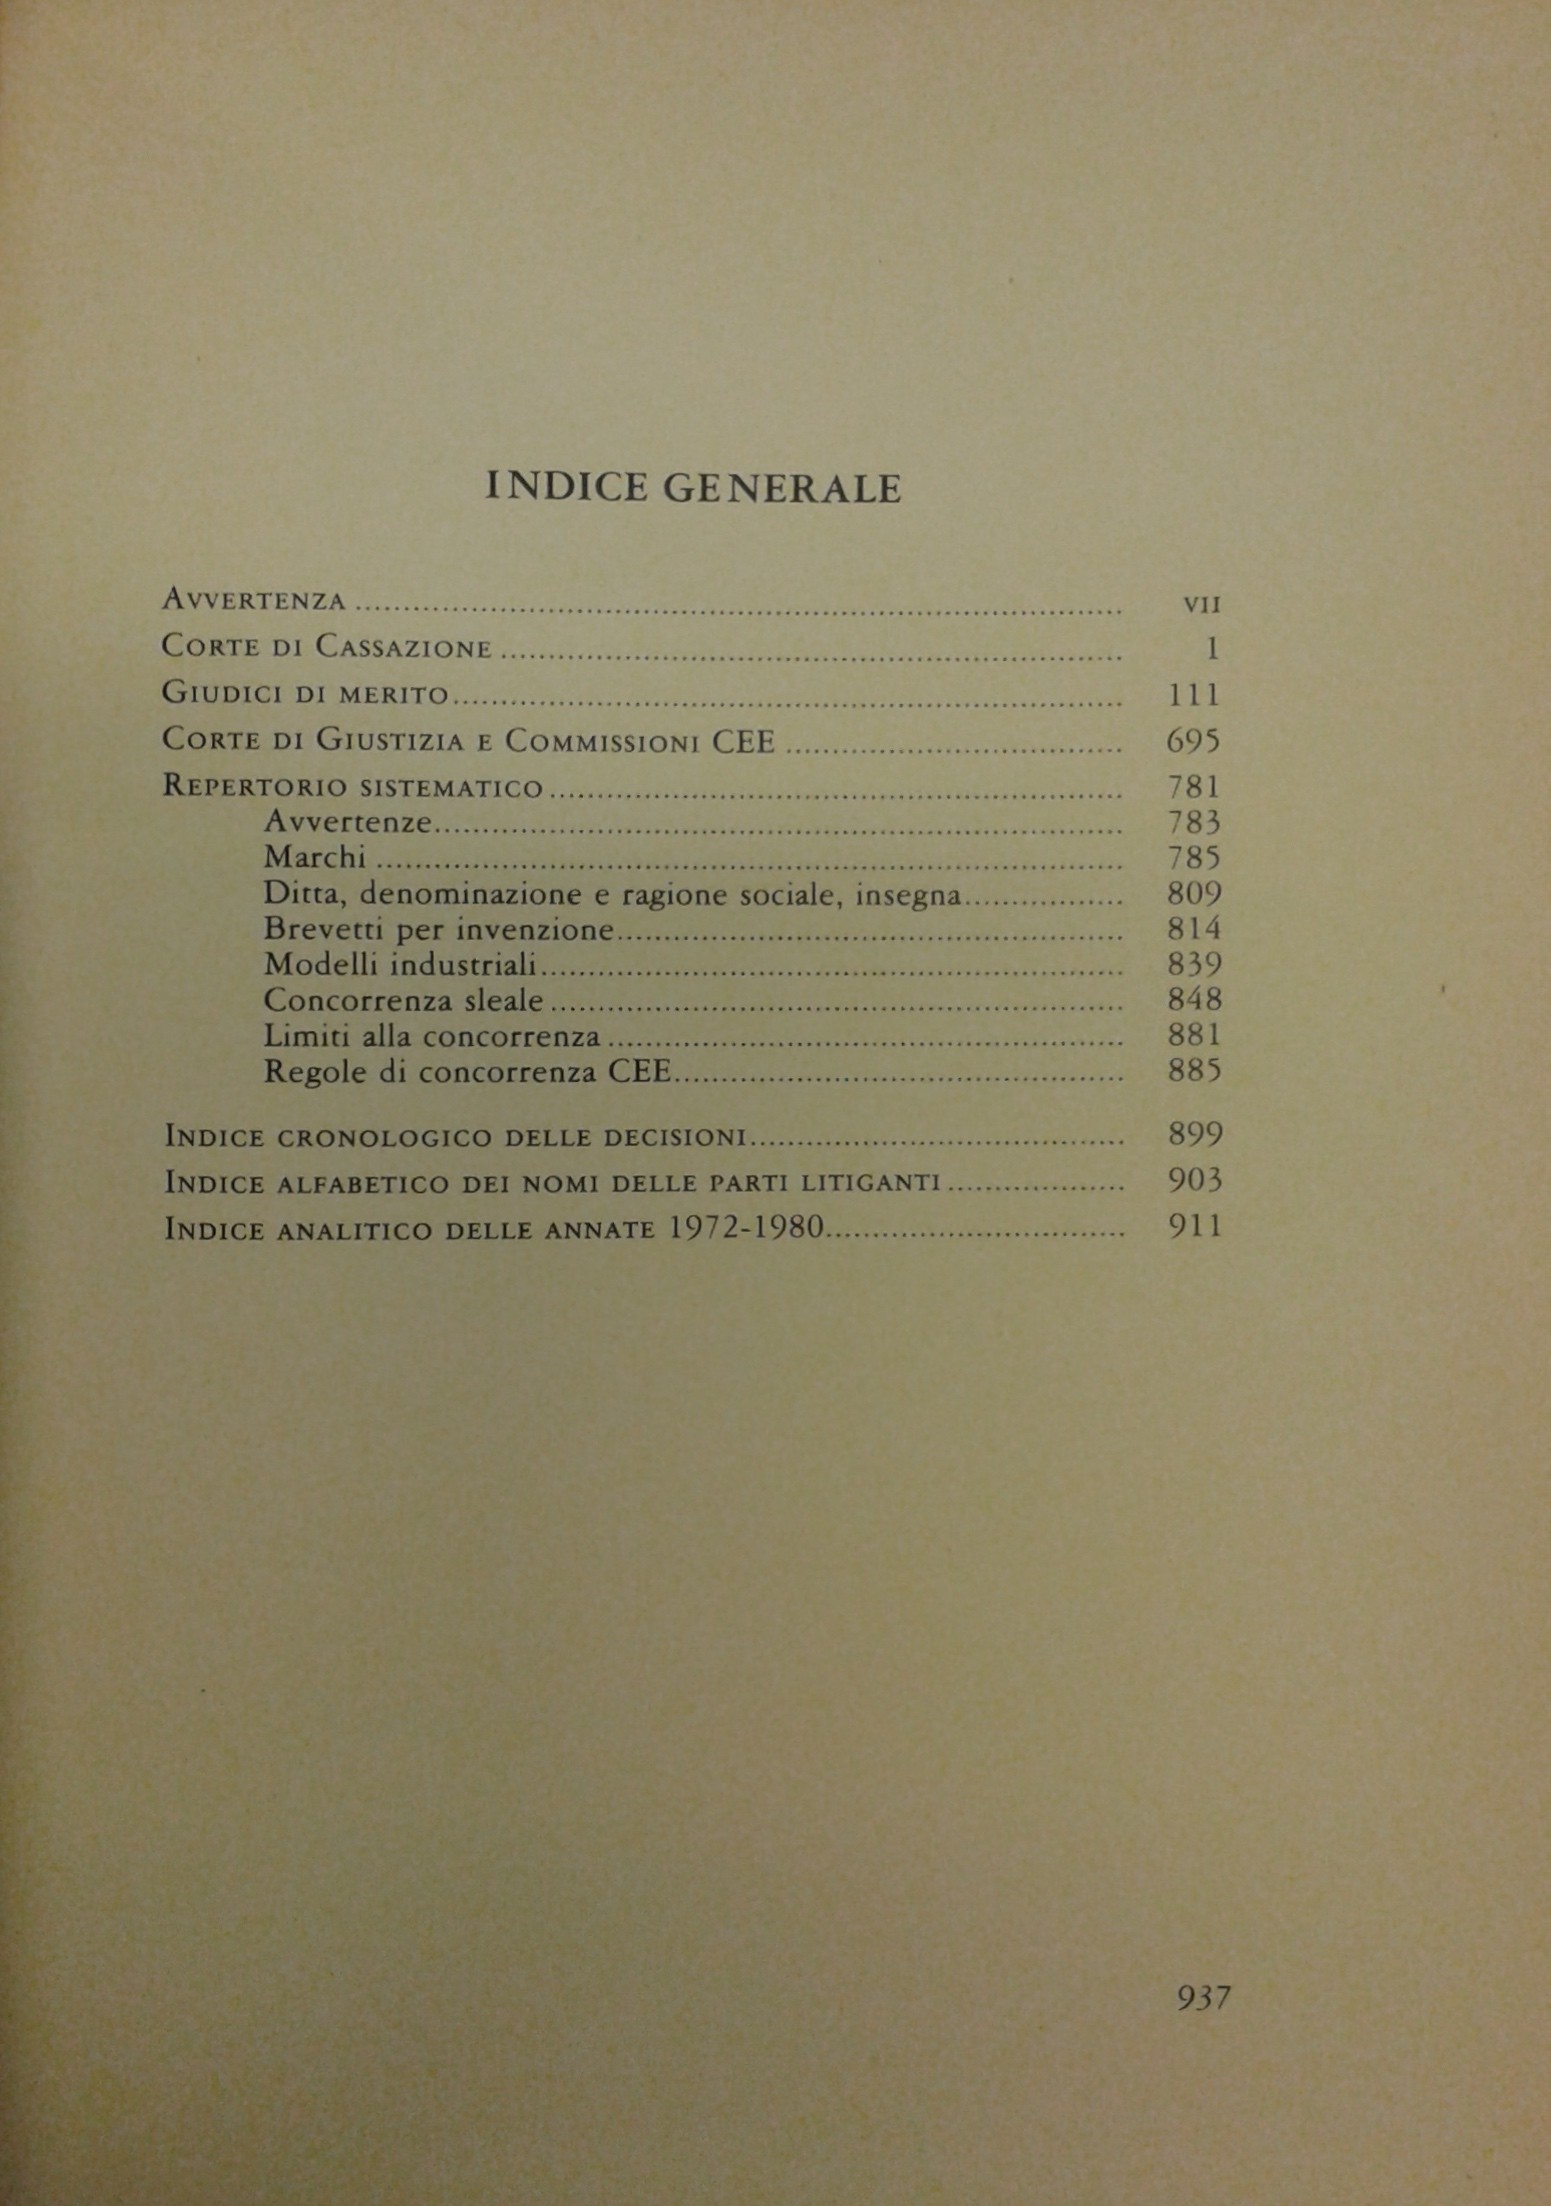 INDICE GENERALE
AVVERTENZA ........ VII
CORTE DI CASSAZIONE ........ 1
GIUDICI DI MERITO ........ 111
CORTE DI GIUSTIZIA E COMMISSIONI CEE ........ 695
REPERTORIO SISTEMATICO ........ 781
Avvertenze ........ 783
Marchi ........ 785
Ditta, denominazione e ragione sociale, insegna ........ 809
Brevetti per invenzione ........ 814
Modelli industriali ........ 839
Concorrenza sleale ........ 848
Limiti alla concorrenza ........ 881
Regole di concorrenza CEE ........ 885
INDICE CRONOLOGICO DELLE DECISIONI ........ 899
INDICE ALFABETICO DEI NOMI DELLE PARTI LITIGANTI ........ 903
INDICE ANALITICO DELLE ANNATE 1972-1980 ........ 911
937